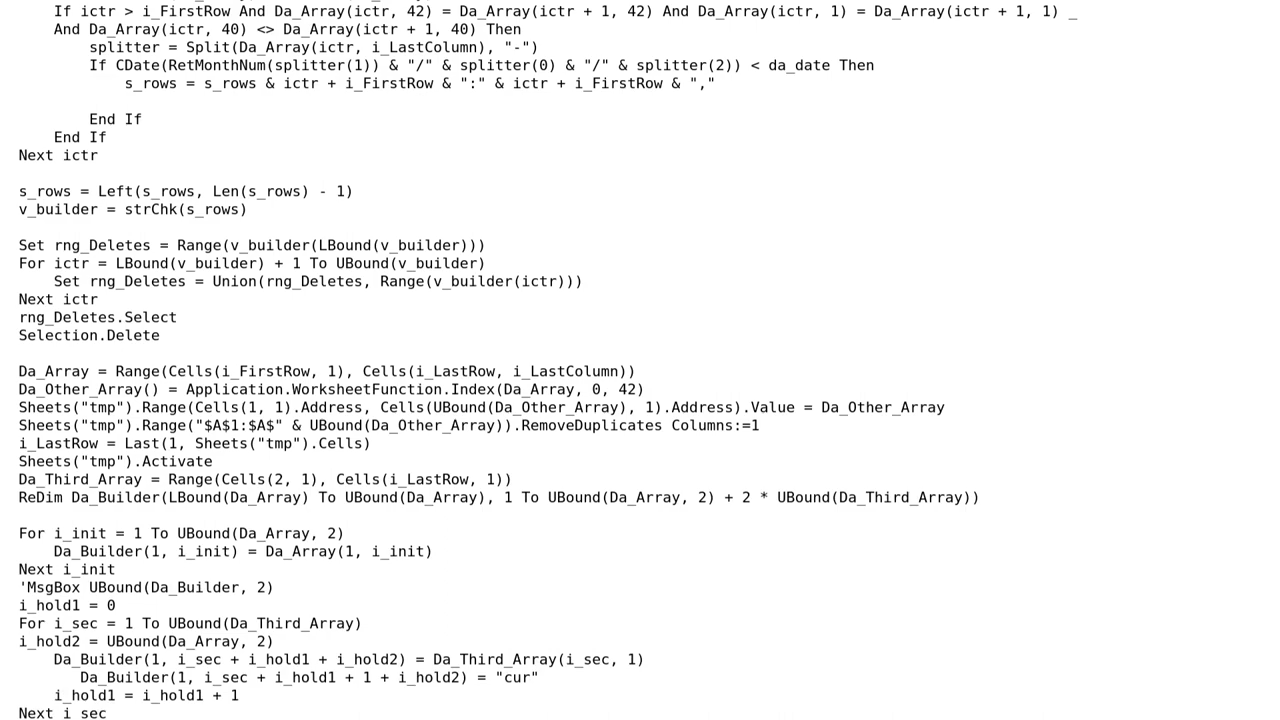 If ictr > i_FirstRow And Da_Array(ictr, 42) = Da_Array(ictr + 1, 42) And Da_Array(ictr, 1) = Da_Array(ictr + 1, 1) _
And Da_Array(ictr, 40) <> Da_Array(ictr + 1, 40) Then
splitter = Split(Da_Array(ictr, i_LastColumn), "-")
If CDate(RetMonthNum(splitter(1)) & "/" & splitter(0) & "/" & splitter(2)) < da_date Then
s_rows = s_rows & ictr + i_FirstRow & ":" & ictr + i_FirstRow & ","
End If
End If
Next ictr
s_rows = Left(s_rows, Len(s_rows) - 1)
v_builder = strChk(s_rows)
Set rng_Deletes = Range(v_builder(LBound(v_builder)))
For ictr = LBound(v_builder) + 1 To UBound(v_builder)
Set rng_Deletes = Union(rng_Deletes, Range(v_builder(ictr)))
Next ictr
rng_Deletes.Select
Selection.Delete
Da_Array = Range(Cells(i_FirstRow, 1), Cells(i_LastRow, i_LastColumn))
Da_Other_Array() = Application.WorksheetFunction.Index(Da_Array, 0, 42)
Sheets("tmp").Range(Cells(1, 1).Address, Cells(UBound(Da_Other_Array), 1).Address).Value = Da_Other_Array
Sheets("tmp").Range("$A$1:$A$" & UBound(Da_Other_Array)).RemoveDuplicates Columns:=1
i_LastRow = Last(1, Sheets("tmp").Cells)
Sheets("tmp").Activate
Da_Third_Array = Range(Cells(2, 1), Cells(i_LastRow, 1))
ReDim Da_Builder(LBound(Da_Array) To UBound(Da_Array), 1 To UBound(Da_Array, 2) + 2 * UBound(Da_Third_Array))
For i_init = 1 To UBound(Da_Array, 2)
Da_Builder(1, i_init) = Da_Array(1, i_init)
Next i_init
'MsgBox UBound(Da_Builder, 2)
i_hold1 = 0
For i_sec = 1 To UBound(Da_Third_Array)
i_hold2 = UBound(Da_Array, 2)
Da_Builder(1, i_sec + i_hold1 + i_hold2) = Da_Third_Array(i_sec, 1)
Da_Builder(1, i_sec + i_hold1 + 1 + i_hold2) = "cur"
i_hold1 = i_hold1 + 1
Next i_sec